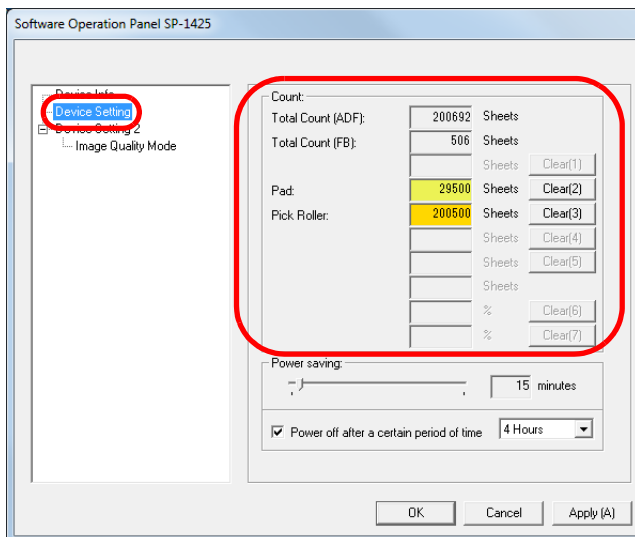 Software Operation Panel SP-1425
Device Info
Device Setting
Device Setting 2
Image Quality Mode
Count:
Total Count (ADF): 200692 Sheets
Total Count (FB): 506 Sheets
Sheets Clear(1)
Pad: 29500 Sheets Clear(2)
Pick Roller: 200500 Sheets Clear(3)
Sheets Clear(4)
Sheets Clear(5)
Sheets
% Clear(6)
% Clear(7)
Power saving:
15 minutes
Power off after a certain period of time 4 Hours
OK Cancel Apply (A)